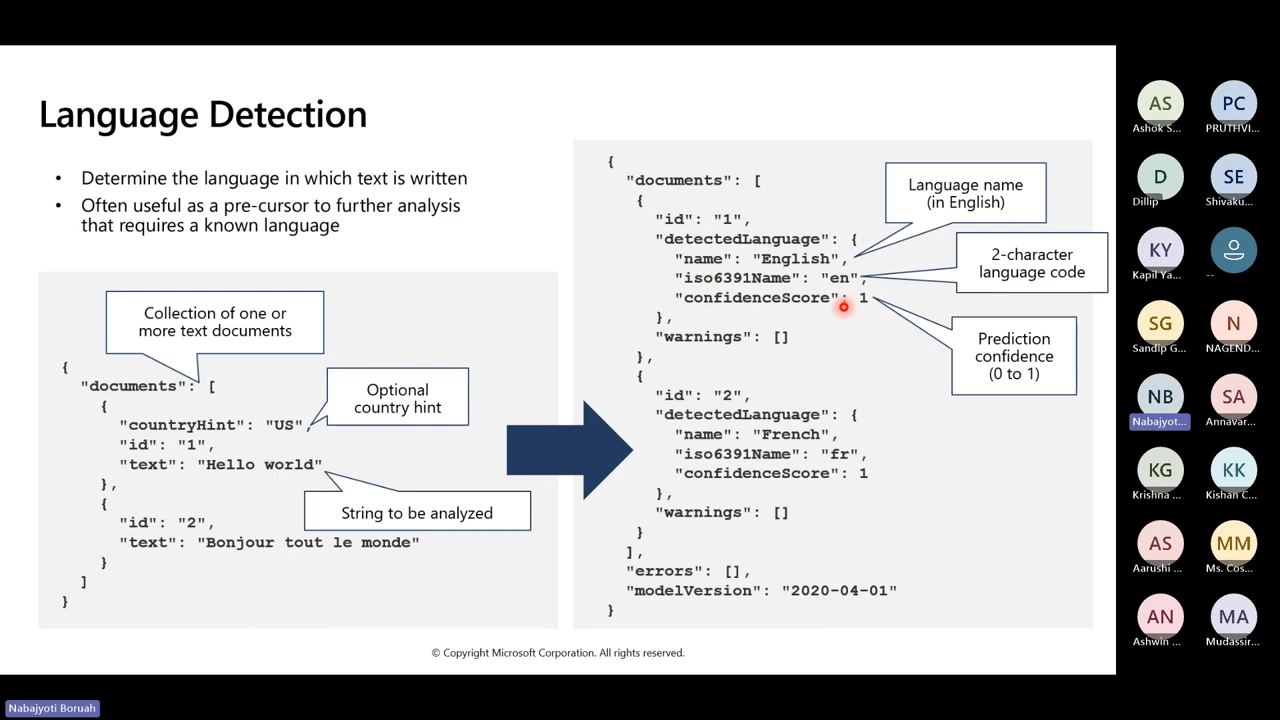 Language Detection
• Determine the language in which text is written
• Often useful as a pre-cursor to further analysis
that requires a known language
Collection of one or
more text documents
{
"documents": [
{
"countryHint": "US",
"id": "1",
"text": "Hello world"
},
{
"id": "2",
"text": "Bonjour tout le monde"
}
]
}
Optional
country hint
String to be analyzed
{
"documents": [
{
"id": "1",
"detectedLanguage": {
"name": "English",
"iso6391Name": "en",
"confidenceScore": 1
},
"warnings": []
},
{
"id": "2",
"detectedLanguage": {
"name": "French",
"iso6391Name": "fr",
"confidenceScore": 1
},
"warnings": []
}
],
"errors": [],
"modelVersion": "2020-04-01"
}
Language name
(in English)
2-character
language code
Prediction
confidence
(0 to 1)
© Copyright Microsoft Corporation. All rights reserved.
AS
Ashok S...
PC
PRUTHVI...
D
Dillip
SE
Shivaku...
KY
Kapil Ya...
--
SG
Sandip G...
N
NAGEND...
NB
Nabajyot...
SA
Annavar...
KG
Krishna ...
KK
Kishan C...
AS
Aarushi ...
MM
Ms. Cos...
AN
Ashwin ...
MA
Mudassir...
Nabajyoti Boruah